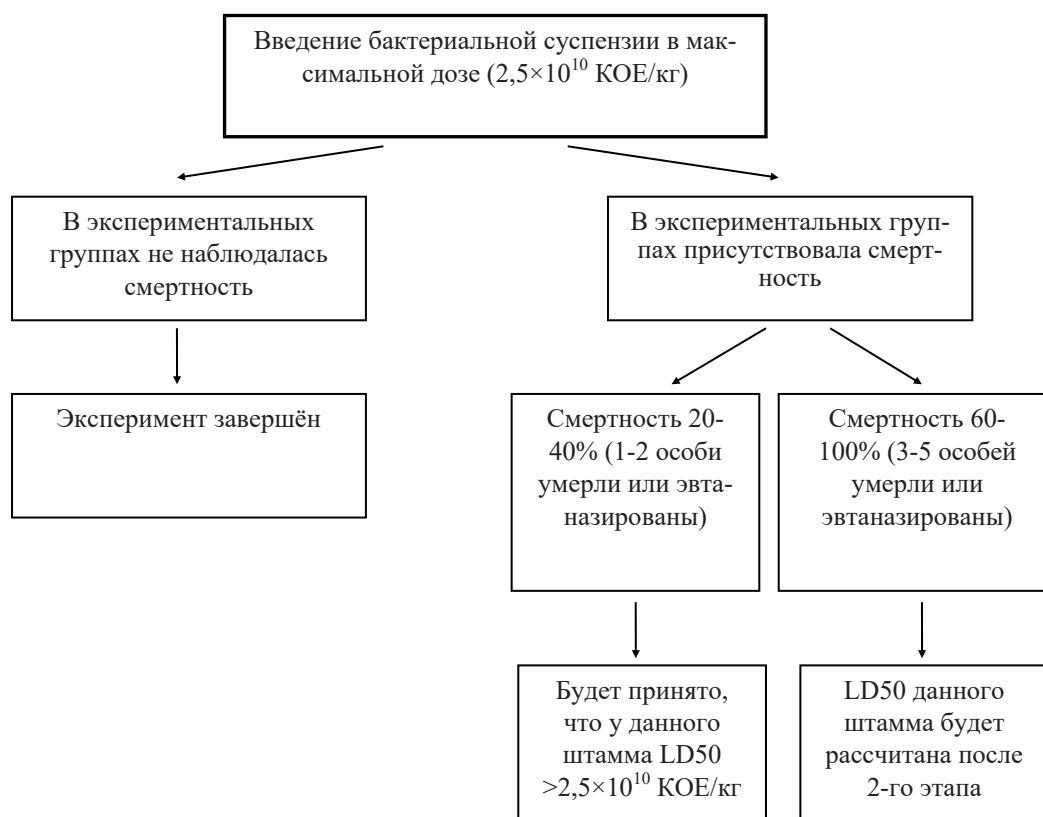 Введение бактериальной суспензии в мак-
симальной дозе (2,5×10¹⁰ КОЕ/кг)
В экспериментальных
группах не наблюдалась
смертность
В экспериментальных груп-
пах присутствовала смерт-
ность
Эксперимент завершён
Смертность 20-
40% (1-2 особи
умерли или эвта-
назированы)
Смертность 60-
100% (3-5 особей
умерли или
эвтаназированы)
Будет принято,
что у данного
штамма LD50
>2,5×10¹⁰ КОЕ/кг
LD50 данного
штамма будет
рассчитана после
2-го этапа